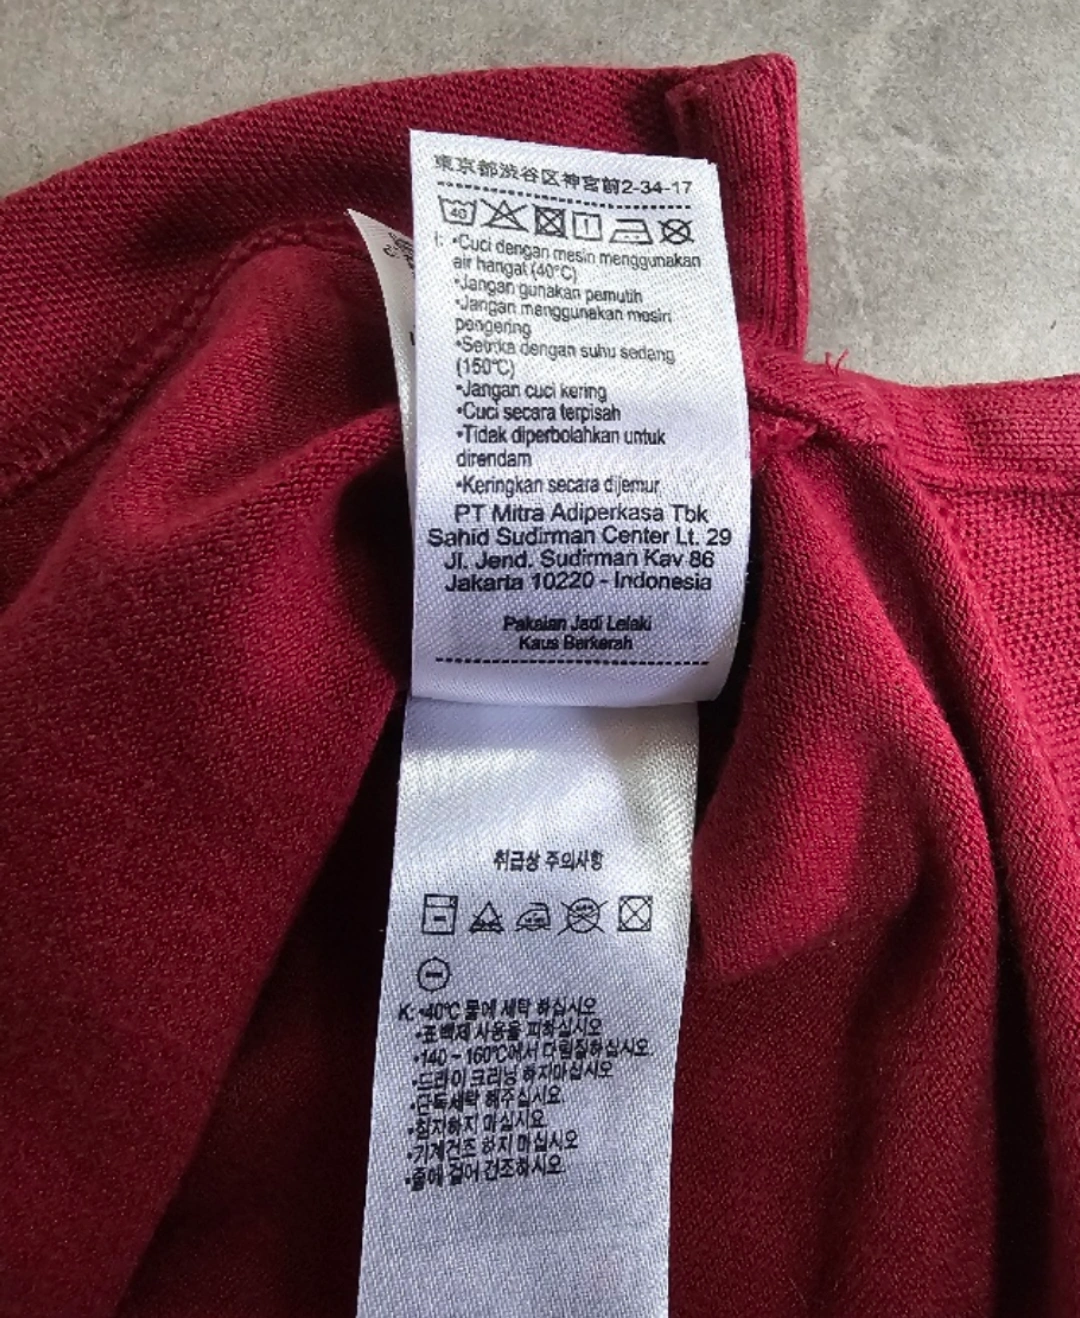 東京都渋谷区神宮前2-34-17
40
I: •Cuci dengan mesin menggunakan
air hangat (40°C)
•Jangan gunakan pemutih
•Jangan menggunakan mesin
pengering
•Setrika dengan suhu sedang
(150°C)
•Jangan cuci kering
•Cuci secara terpisah
•Tidak diperbolahkan untuk
direndam
•Keringkan secara dijemur
PT Mitra Adiperkasa Tbk
Sahid Sudirman Center Lt. 29
Jl. Jend. Sudirman Kav 86
Jakarta 10220 - Indonesia
Pakaian Jadi Lelaki
Kaus Berkerah
취급상 주의사항
K: •40℃ 물에 세탁 하십시오
•표백제 사용을 피하십시오
•140 ~ 160℃에서 다림질하십시오.
•드라이 크리닝 하지마십시오
•단독세탁 해주십시오.
•침지하지 마십시오.
•기계건조 하지 마십시오
•줄에 걸어 건조하시오